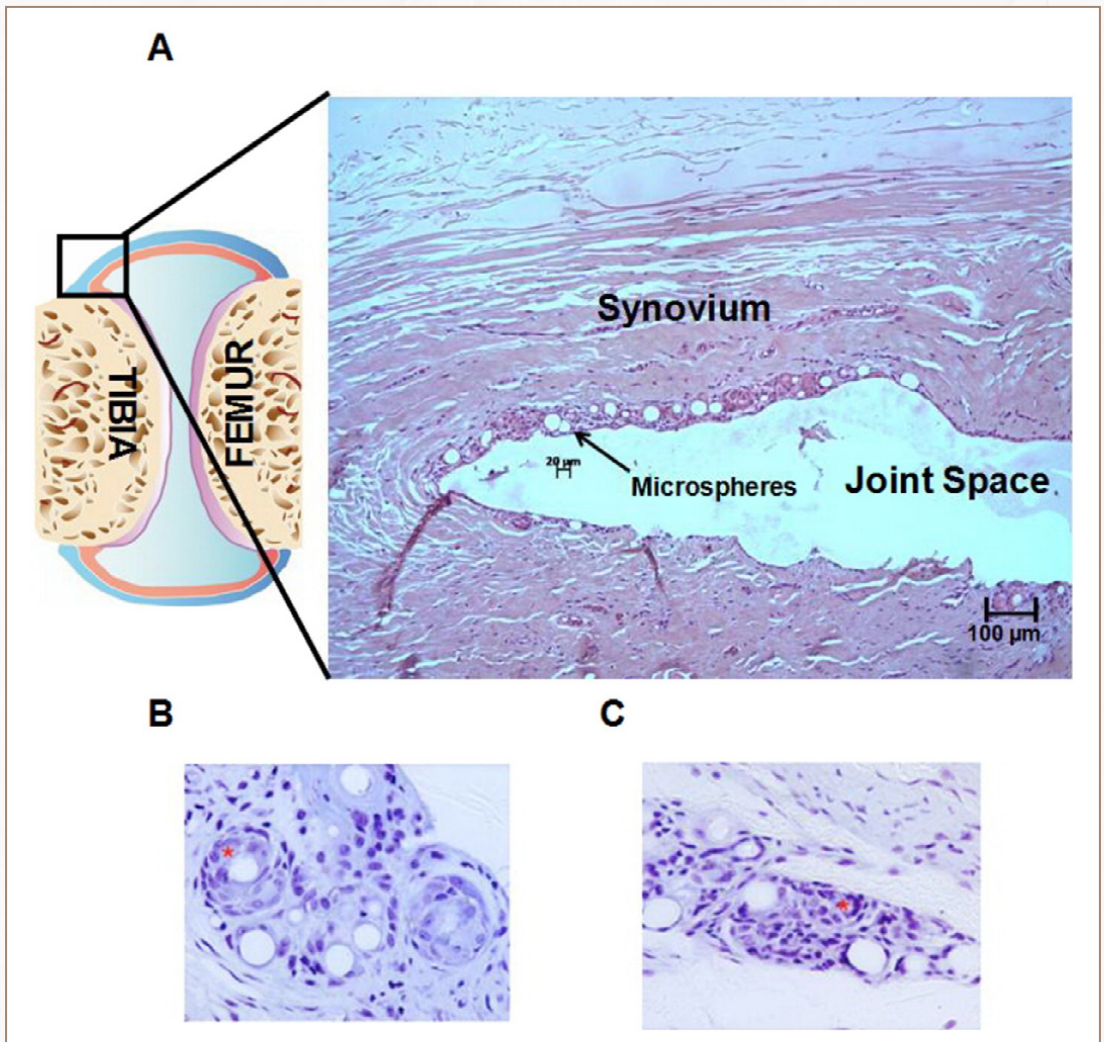 A
Synovium
TIBIA
FEMUR
20 µm
Microspheres
Joint Space
100 µm
B
C
*
*